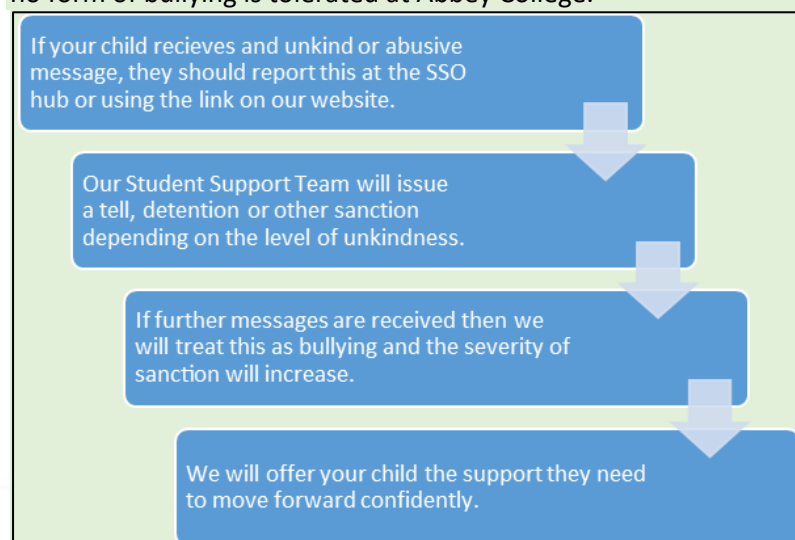 no form of bullying is tolerated at Abbey College.
If your child recieves and unkind or abusive
message, they should report this at the SSO
hub or using the link on our website.
Our Student Support Team will issue
a tell, detention or other sanction
depending on the level of unkindness.
If further messages are received then we
will treat this as bullying and the severity of
sanction will increase.
We will offer your child the support they need
to move forward confidently.